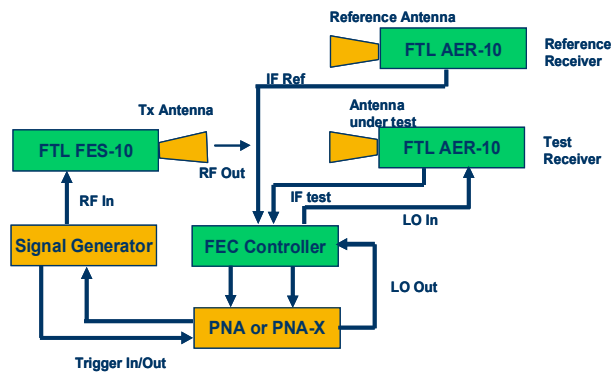 Reference Antenna
FTL AER-10
Reference
Receiver
IF Ref
Tx Antenna
Antenna
under test
FTL FES-10
RF Out
FTL AER-10
Test
Receiver
RF In
IF test
LO In
Signal Generator
FEC Controller
LO Out
PNA or PNA-X
Trigger In/Out